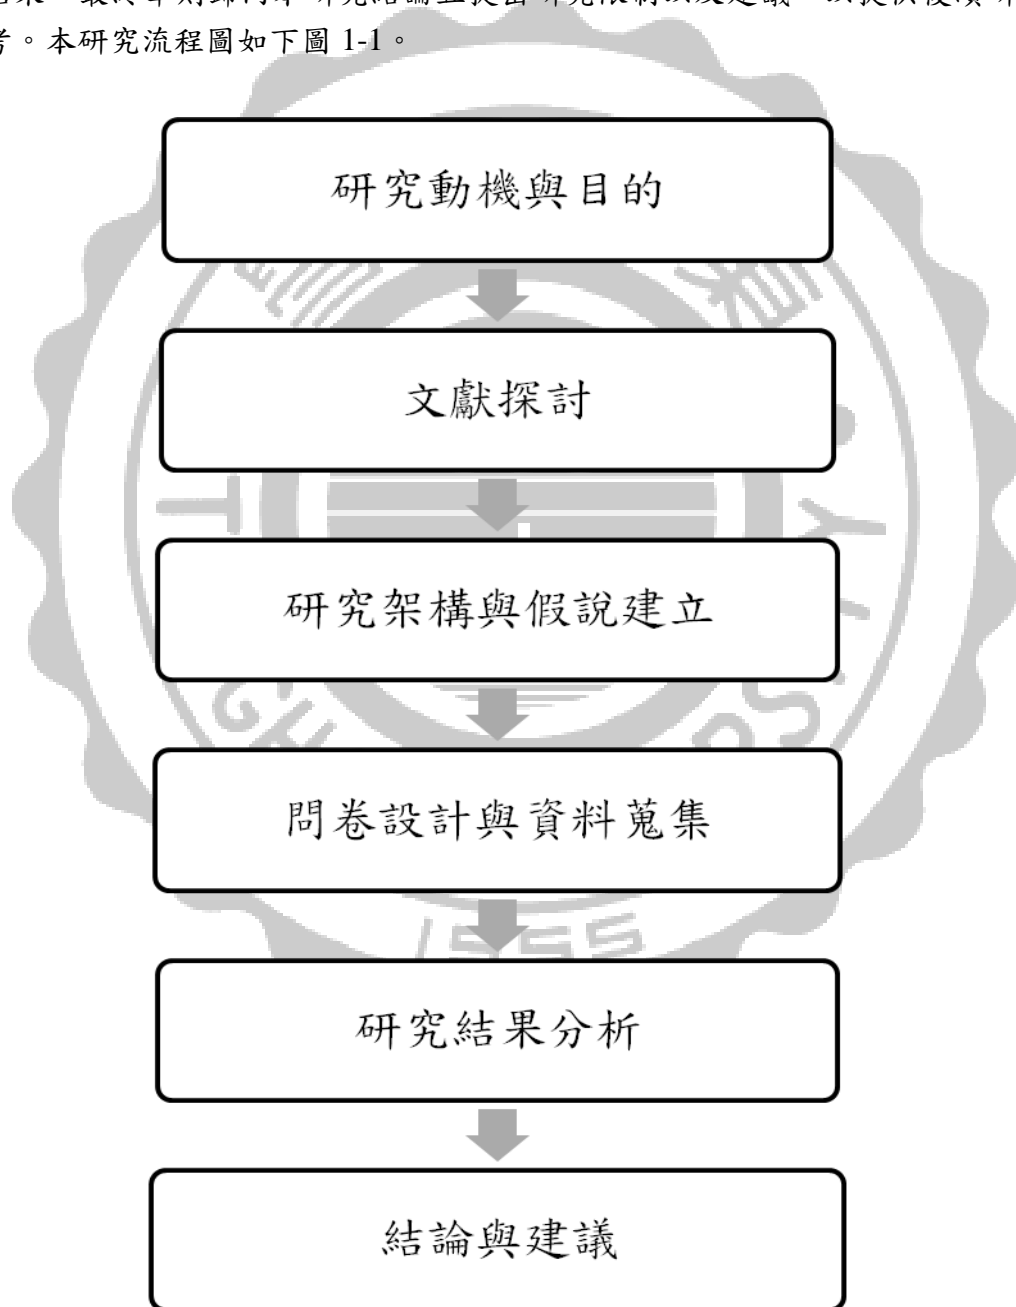 考。本研究流程圖如下圖 1-1。
研究動機與目的
文獻探討
研究架構與假說建立
問卷設計與資料蒐集
1955
研究結果分析
結論與建議